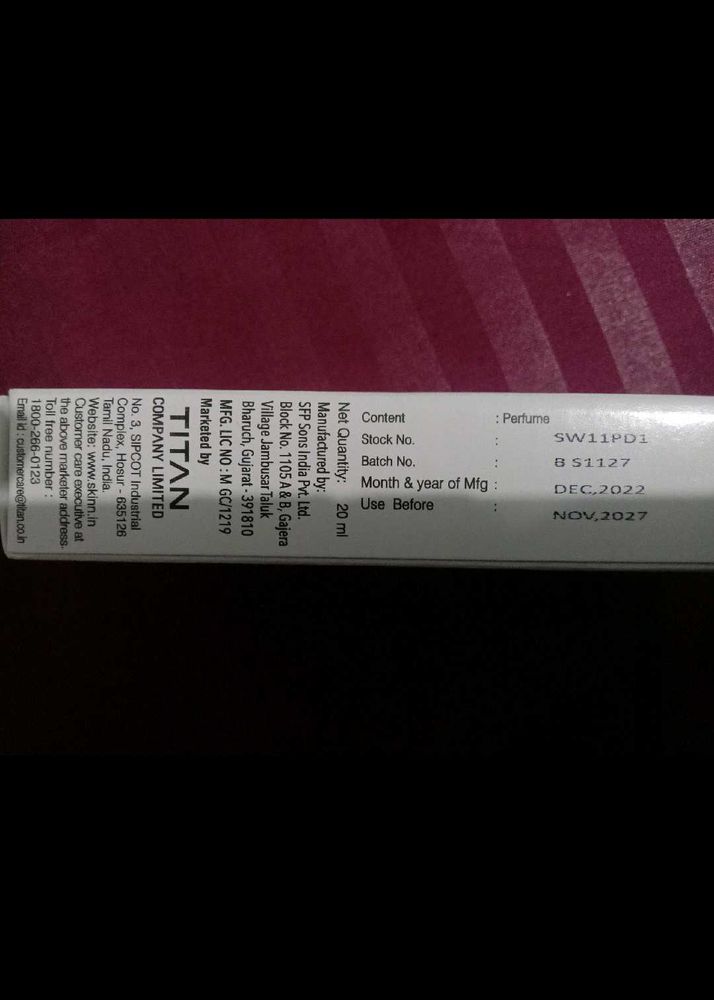 Content : Perfume
Stock No. : SW11PD1
Batch No. : B S1127
Month & year of Mfg : DEC,2022
Use Before : NOV,2027
Net Quantity: 20 ml
Manufactured by:
SFP Sons India Pvt. Ltd.
Block No. 1105 A & B, Gajera
Village Jambusar Taluk
Bharuch, Gujarat - 391810
MFG. LIC NO : M GC/1219
Marketed by
TITAN
COMPANY LIMITED
No. 3, SIPCOT Industrial
Complex, Hosur - 635126
Tamil Nadu, India.
Website: www.skinn.in
Customer care executive at
the above marketer address.
Toll free number :
1800-266-0123
Email id : customercare@titan.co.in